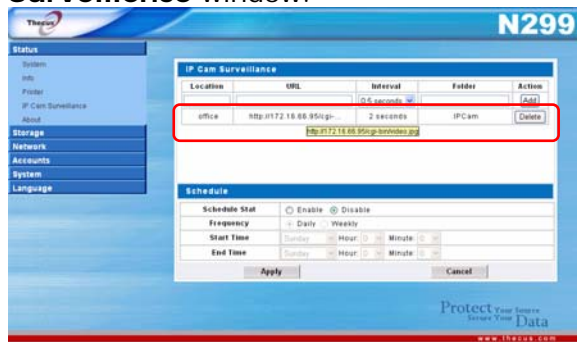 Surveillance window:
Thecus
N299
Status
System
Info
Printer
IP Cam Surveillance
About
Storage
Network
Accounts
System
Language
IP Cam Surveillance
Location URL Interval Folder Action
0.5 seconds Add
office http://172.16.66.95/cgi-... 2 seconds IPCam Delete
http://172.16.66.95/cgi-bin/video.jpg
Schedule
Schedule Stat Enable Disable
Frequency Daily Weekly
Start Time Sunday Hour: 0 Minute: 0
End Time Sunday Hour: 0 Minute: 0
Apply Cancel
Protect Your Source
Secure Your Data
www.thecus.com